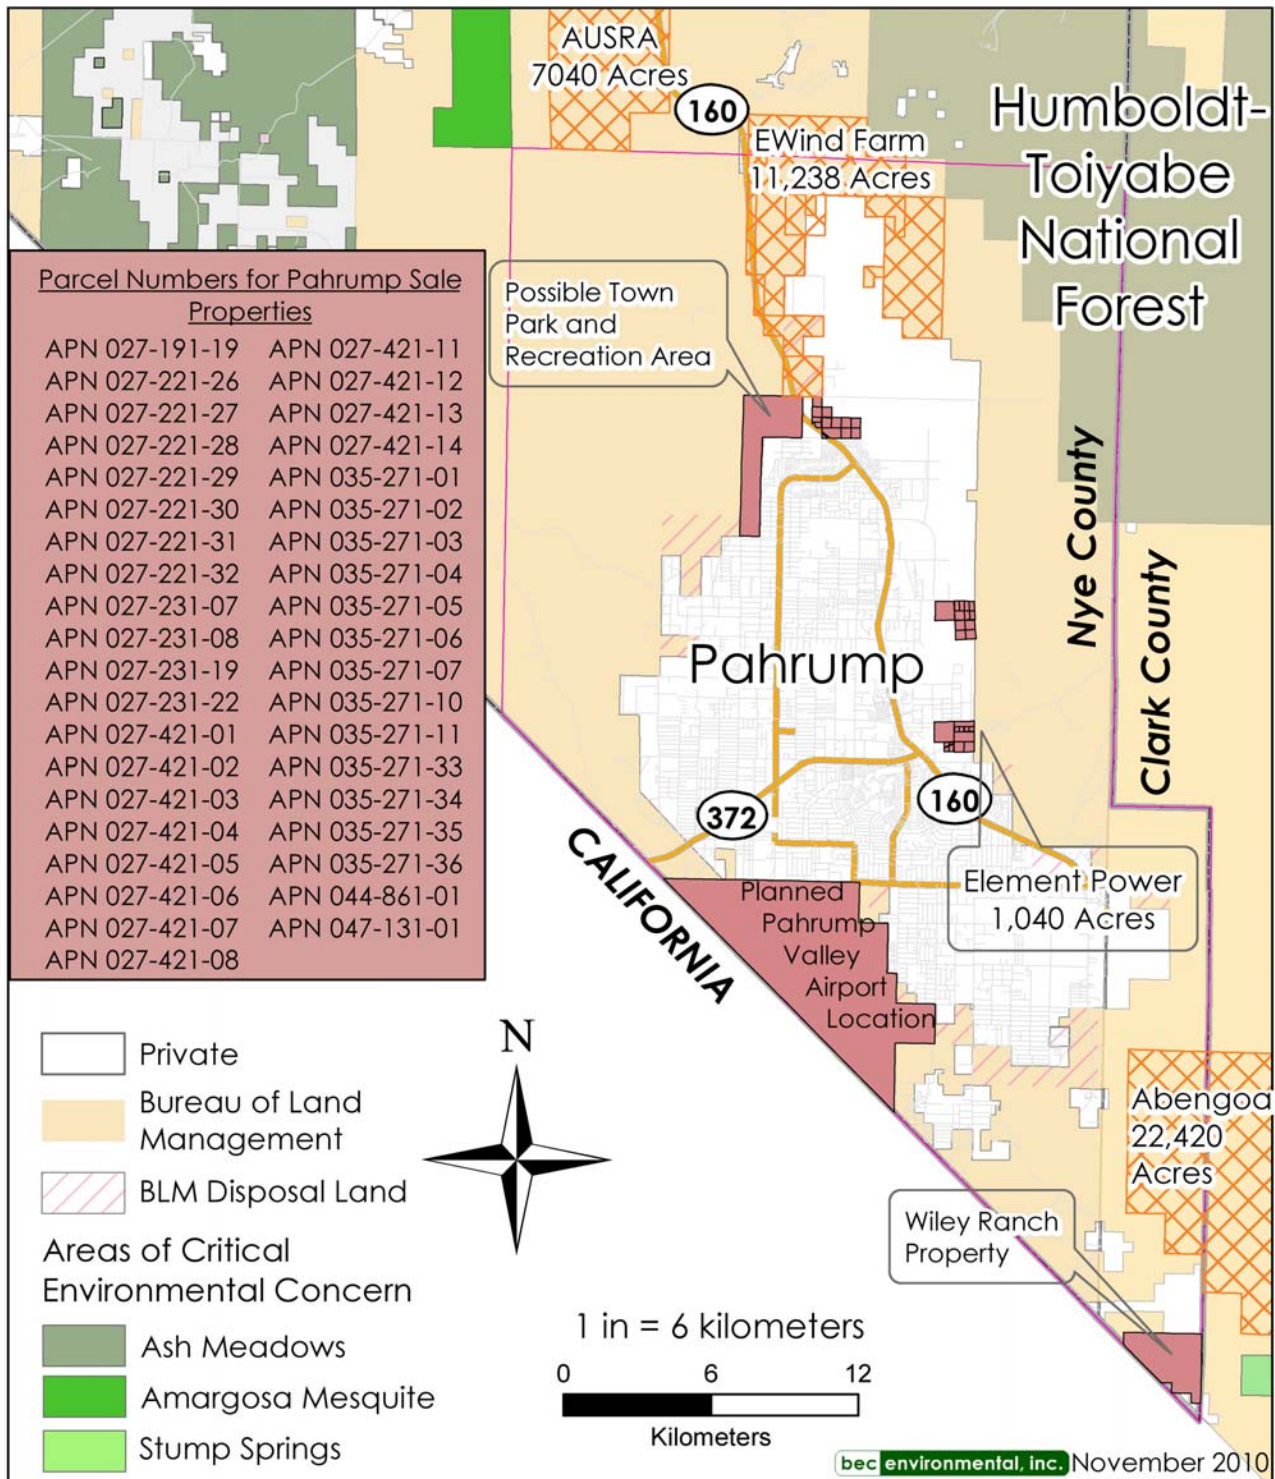 AUSRA
7040 Acres
160
EWind Farm
11,238 Acres
Humboldt-
Toiyabe
National
Forest
Parcel Numbers for Pahrump Sale
Properties
APN 027-191-19 APN 027-421-11
APN 027-221-26 APN 027-421-12
APN 027-221-27 APN 027-421-13
APN 027-221-28 APN 027-421-14
APN 027-221-29 APN 035-271-01
APN 027-221-30 APN 035-271-02
APN 027-221-31 APN 035-271-03
APN 027-221-32 APN 035-271-04
APN 027-231-07 APN 035-271-05
APN 027-231-08 APN 035-271-06
APN 027-231-19 APN 035-271-07
APN 027-231-22 APN 035-271-10
APN 027-421-01 APN 035-271-11
APN 027-421-02 APN 035-271-33
APN 027-421-03 APN 035-271-34
APN 027-421-04 APN 035-271-35
APN 027-421-05 APN 035-271-36
APN 027-421-06 APN 044-861-01
APN 027-421-07 APN 047-131-01
APN 027-421-08
Possible Town
Park and
Recreation Area
Nye County
Clark County
Pahrump
372
160
CALIFORNIA
Element Power
1,040 Acres
Planned
Pahrump
Valley
Airport
Location
Abengoa
22,420
Acres
Wiley Ranch
Property
Private
Bureau of Land
Management
BLM Disposal Land
Areas of Critical
Environmental Concern
Ash Meadows
Amargosa Mesquite
Stump Springs
N
1 in = 6 kilometers
0 6 12
Kilometers
bec environmental, inc. November 2010